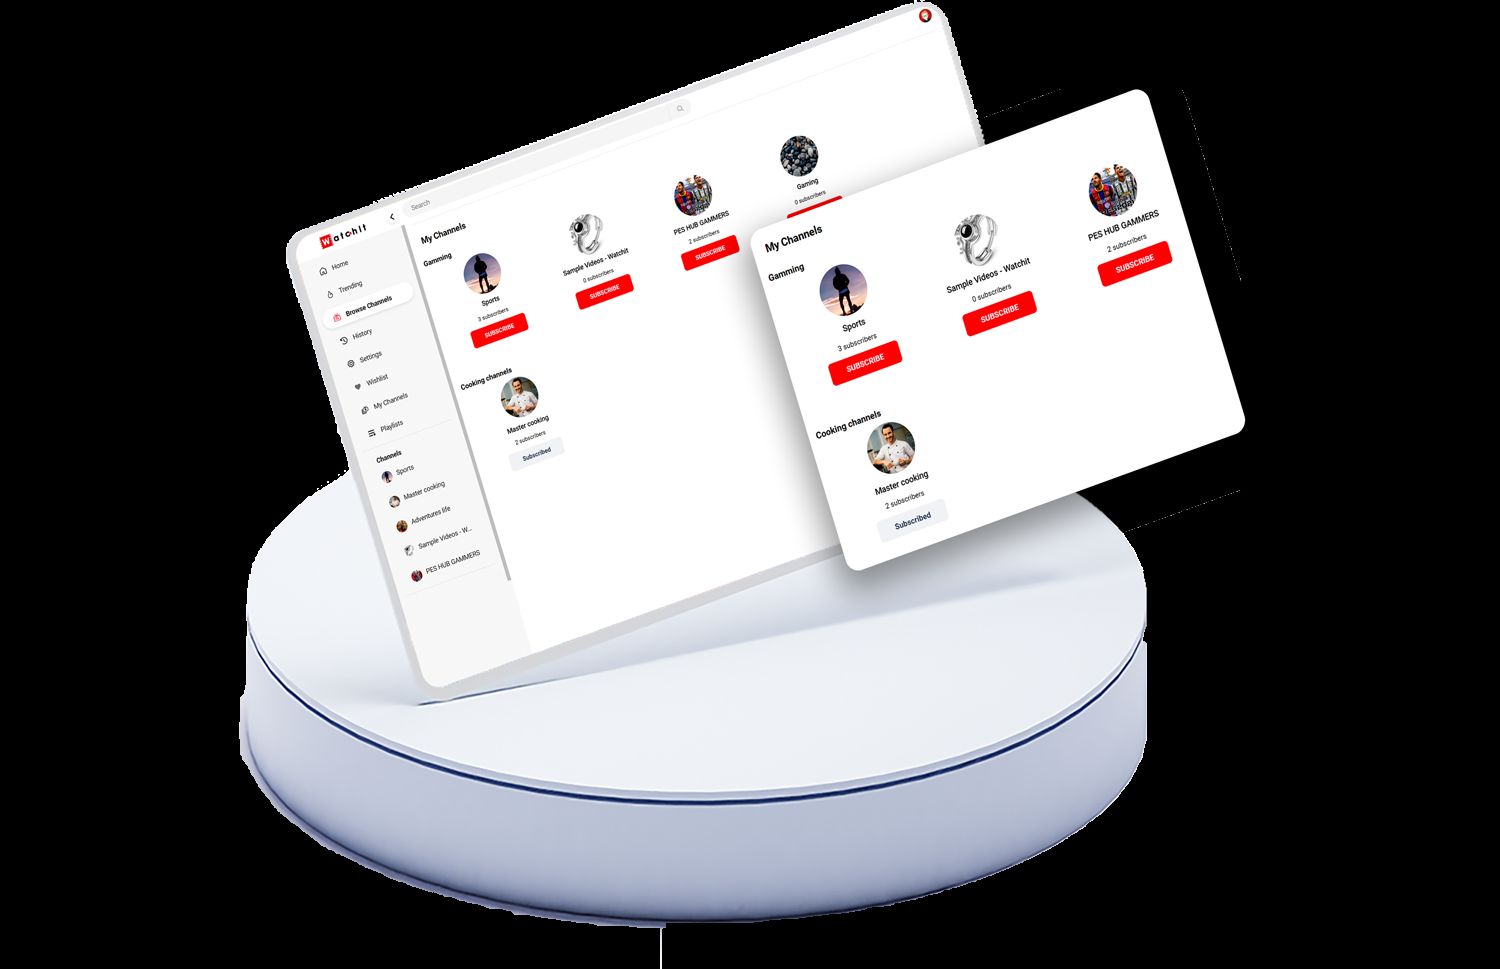 WatchIt
Search
Home
Trending
Browse Channels
History
Settings
Wishlist
My Channels
Playlists
Channels
Sports
Master cooking
Adventures life
Sample Videos - W...
PES HUB GAMMERS
My Channels
Gamming
Sports
3 subscribers
SUBSCRIBE
Sample Videos - Watchit
0 subscribers
SUBSCRIBE
PES HUB GAMMERS
2 subscribers
SUBSCRIBE
Gaming
0 subscribers
Cooking channels
Master cooking
2 subscribers
Subscribed
My Channels
Gamming
Sports
3 subscribers
SUBSCRIBE
Sample Videos - Watchit
0 subscribers
SUBSCRIBE
PES HUB GAMMERS
2 subscribers
SUBSCRIBE
Cooking channels
Master cooking
2 subscribers
Subscribed